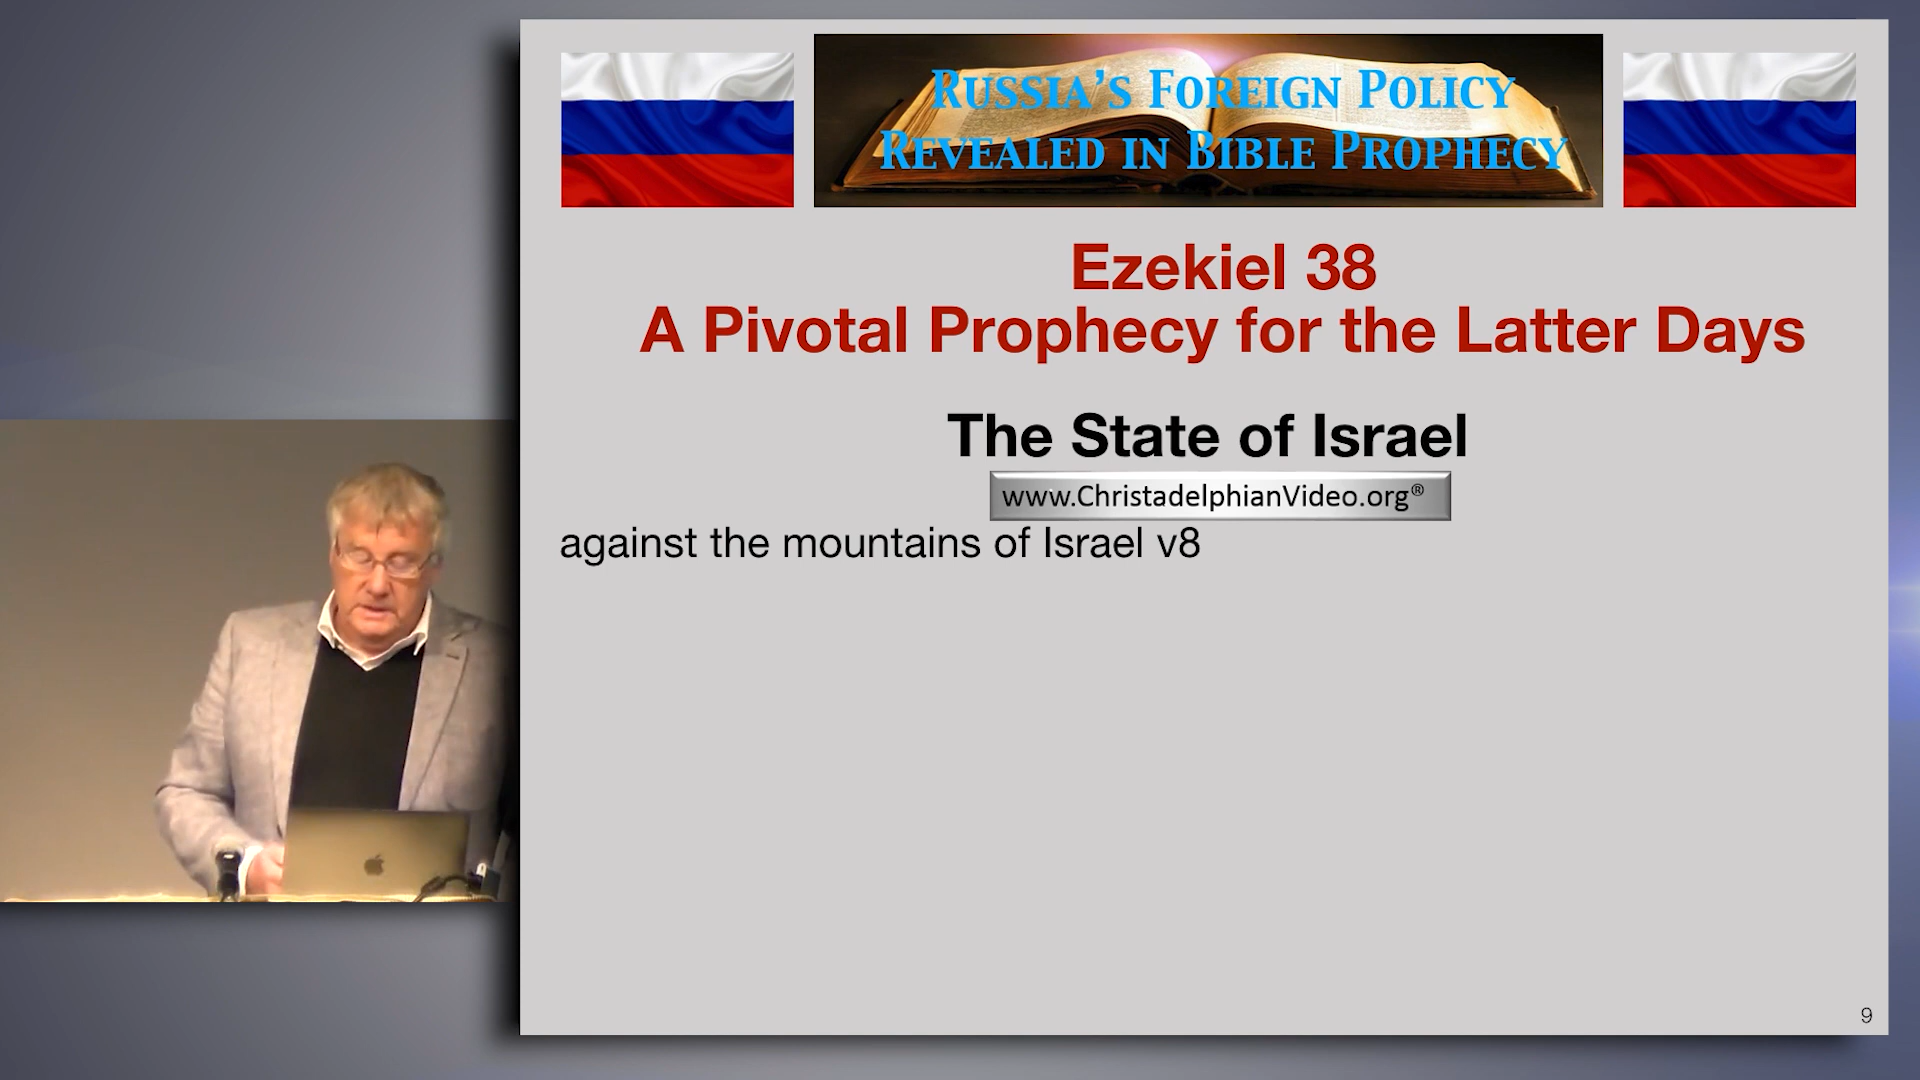 Russia's Foreign Policy
Revealed in Bible Prophecy
Ezekiel 38
A Pivotal Prophecy for the Latter Days
The State of Israel
www.ChristadelphianVideo.org®
against the mountains of Israel v8
9